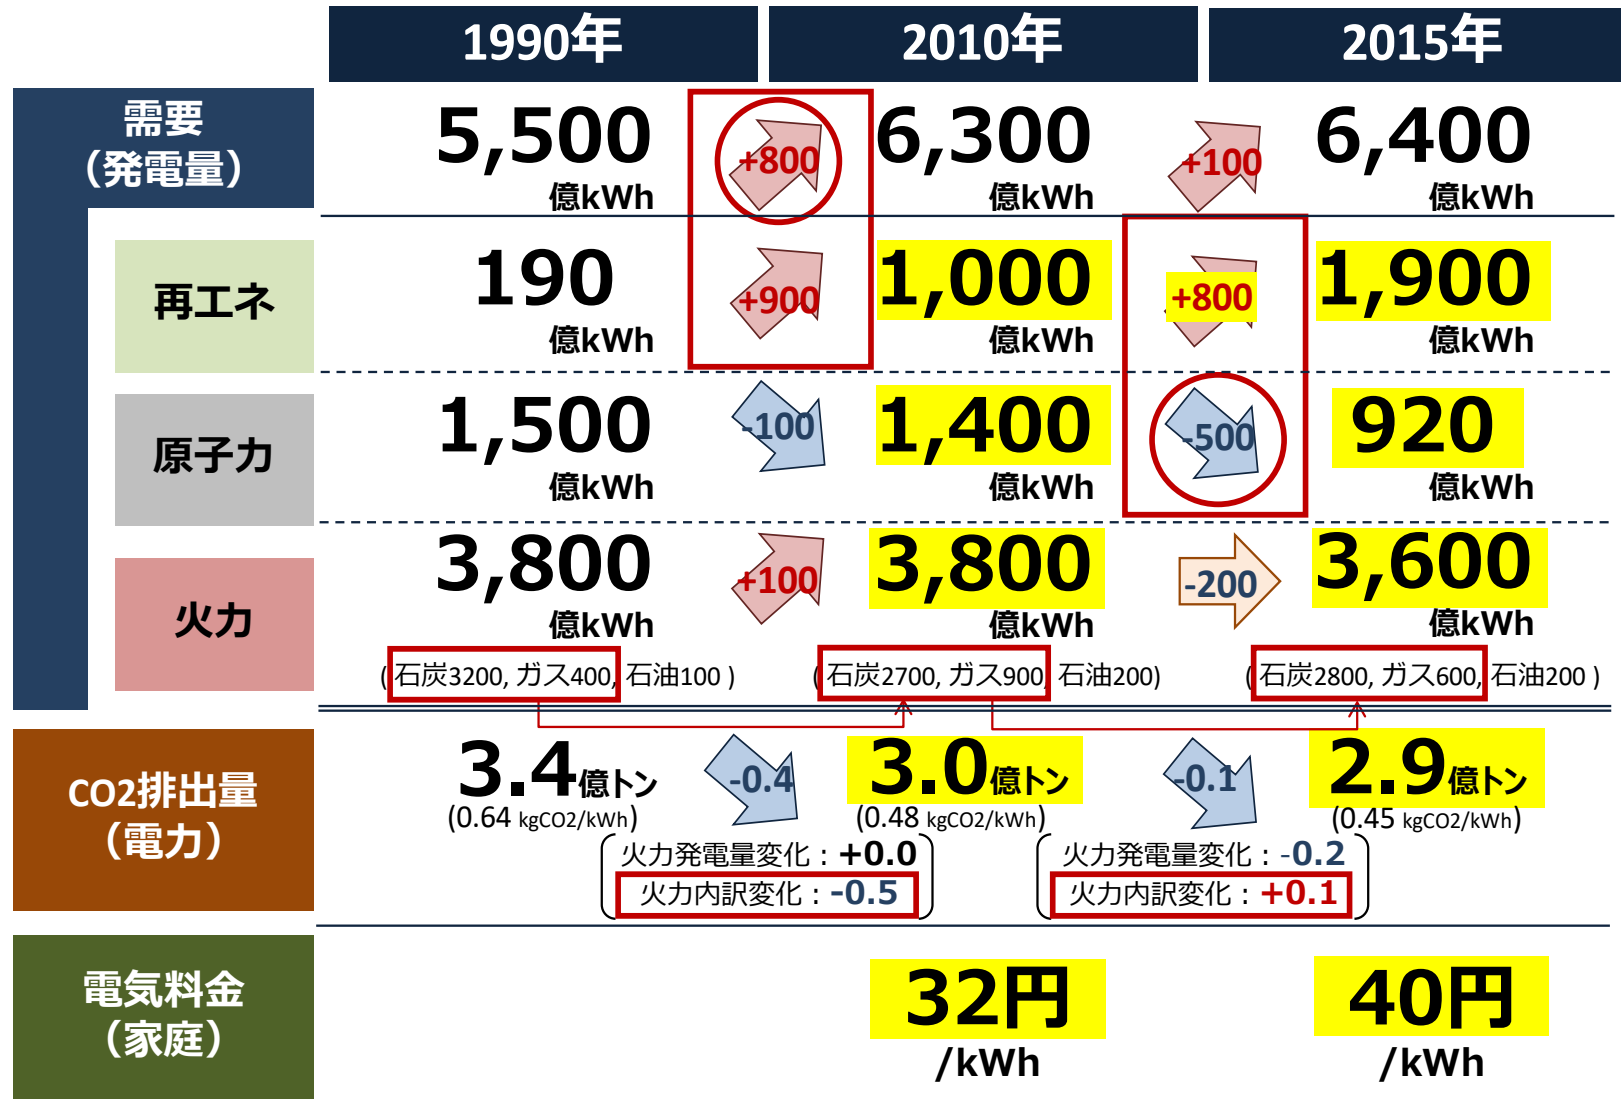 1990年 2010年 2015年
需要
（発電量）
5,500
億kWh
+800
6,300
億kWh
+100
6,400
億kWh
再エネ
190
億kWh
+900
1,000
億kWh
+800
1,900
億kWh
原子力
1,500
億kWh
-100
1,400
億kWh
-500
920
億kWh
火力
3,800
億kWh
+100
3,800
億kWh
-200
3,600
億kWh
( 石炭3200, ガス400, 石油100 )
( 石炭2700, ガス900, 石油200)
( 石炭2800, ガス600, 石油200 )
CO2排出量
（電力）
3.4億トン
(0.64 kgCO2/kWh)
-0.4
3.0億トン
(0.48 kgCO2/kWh)
-0.1
2.9億トン
(0.45 kgCO2/kWh)
火力発電量変化：+0.0
火力内訳変化：-0.5
火力発電量変化：-0.2
火力内訳変化：+0.1
電気料金
（家庭）
32円
/kWh
40円
/kWh